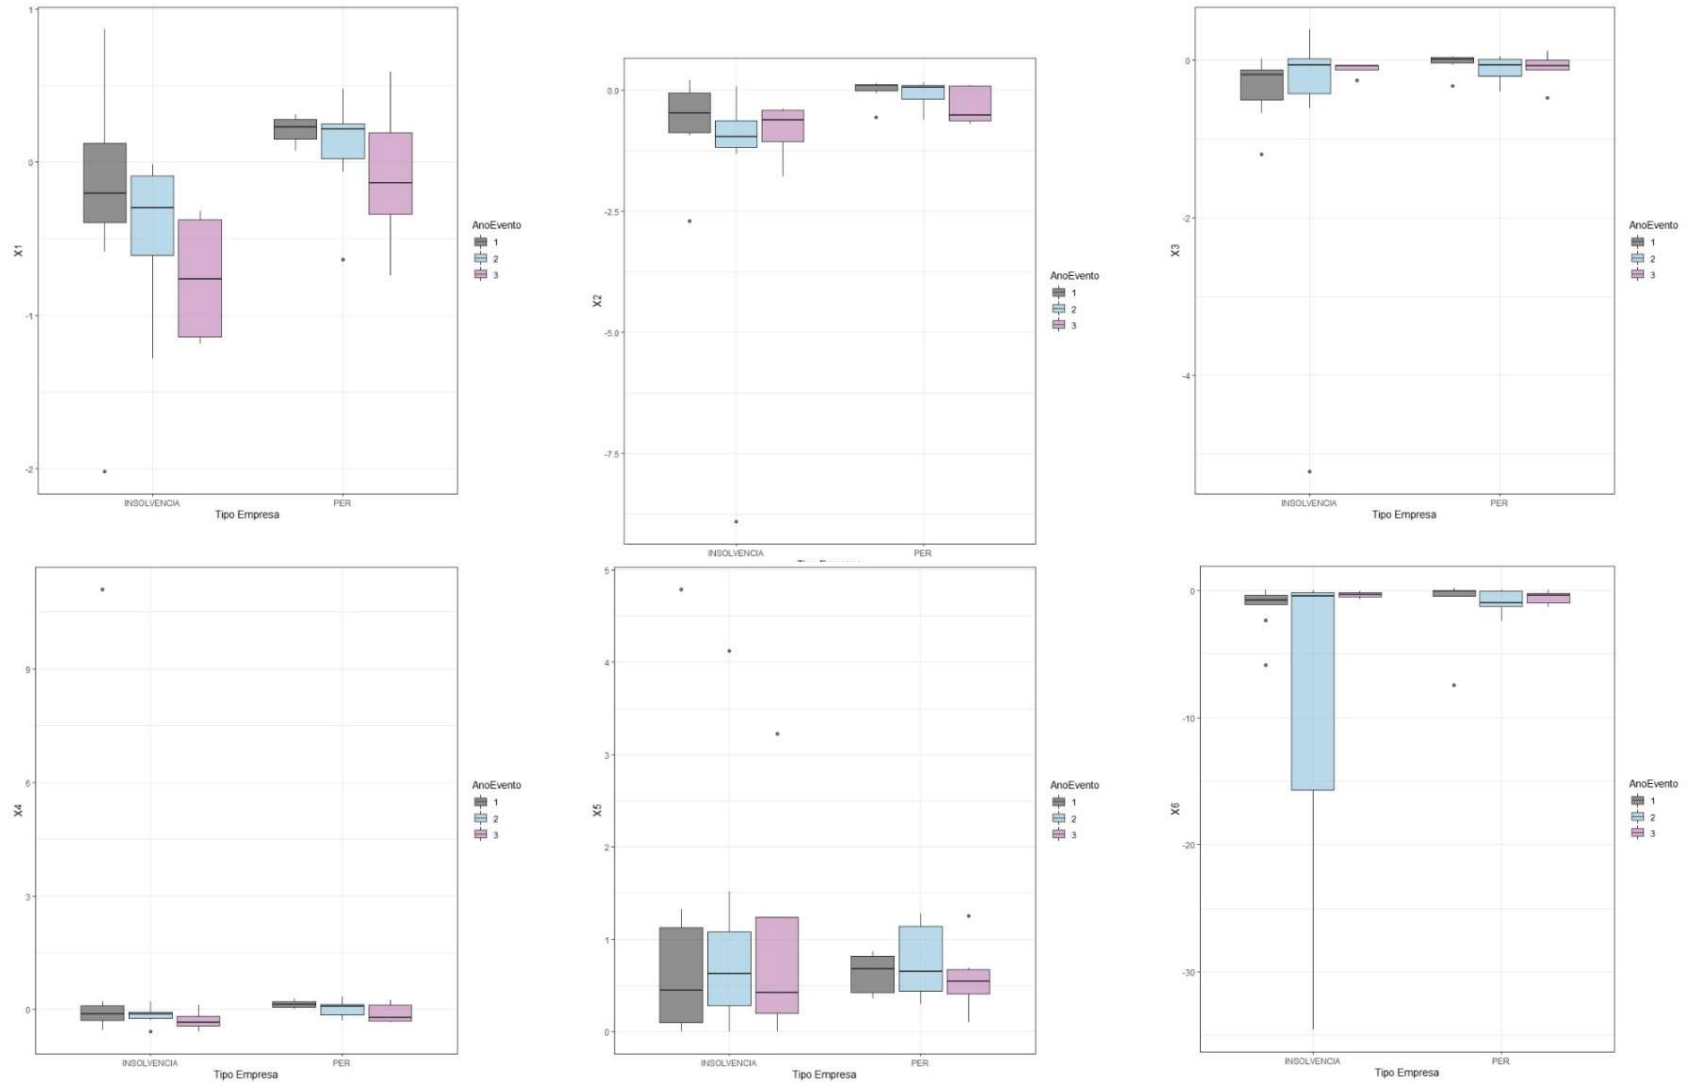 1
0
-1
-2
X1
INSOLVENCIA
PER
Tipo Empresa
AnoEvento
1
2
3
0.0
-2.5
-5.0
-7.5
X2
INSOLVENCIA
PER
AnoEvento
1
2
3
0
-2
-4
X3
INSOLVENCIA
PER
Tipo Empresa
AnoEvento
1
2
3
9
6
3
0
X4
INSOLVENCIA
PER
Tipo Empresa
AnoEvento
1
2
3
5
4
3
2
1
0
X5
INSOLVENCIA
PER
Tipo Empresa
AnoEvento
1
2
3
0
-10
-20
-30
X6
INSOLVENCIA
PER
Tipo Empresa
AnoEvento
1
2
3